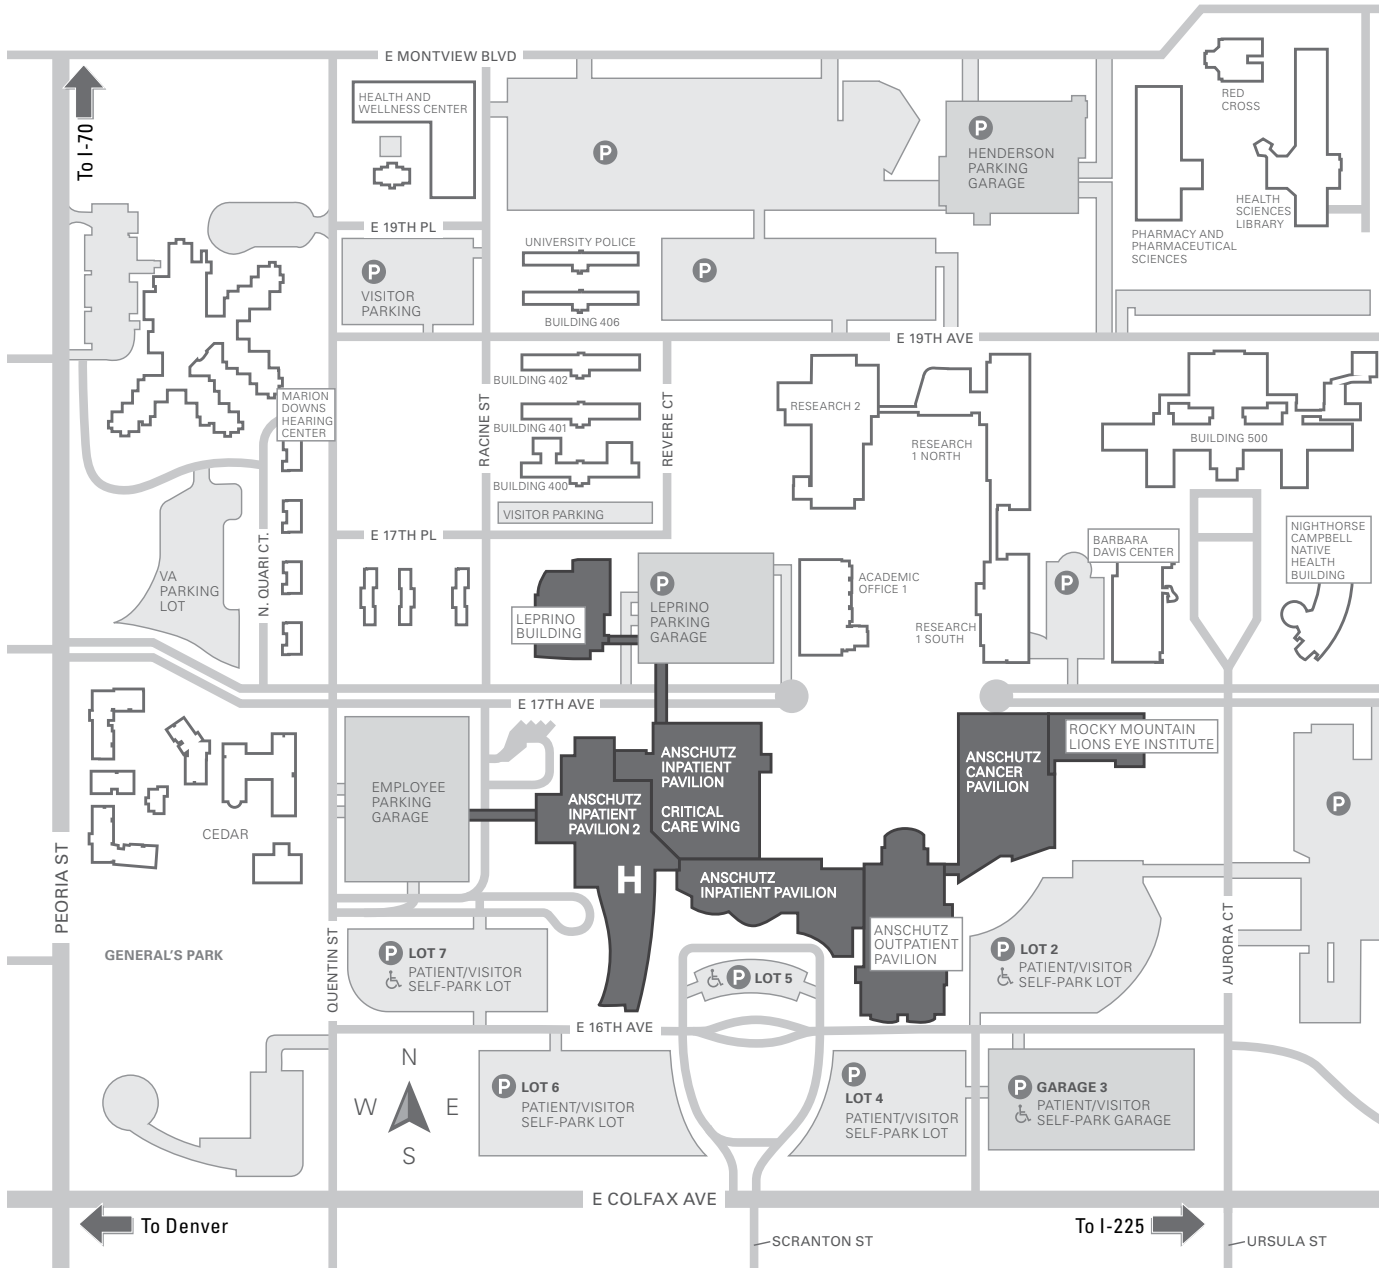 E MONTVIEW BLVD
To I-70
HEALTH AND
WELLNESS CENTER
P
P
HENDERSON
PARKING
GARAGE
RED
CROSS
HEALTH
SCIENCES
LIBRARY
PHARMACY AND
PHARMACEUTICAL
SCIENCES
E 19TH PL
P
VISITOR
PARKING
UNIVERSITY POLICE
BUILDING 406
P
E 19TH AVE
MARION
DOWNS
HEARING
CENTER
RACINE ST
BUILDING 402
BUILDING 401
BUILDING 400
VISITOR PARKING
REVERE CT
RESEARCH 2
RESEARCH
1 NORTH
BUILDING 500
E 17TH PL
N. QUARI CT.
VA
PARKING
LOT
LEPRINO
BUILDING
P
LEPRINO
PARKING
GARAGE
ACADEMIC
OFFICE 1
RESEARCH
1 SOUTH
P
BARBARA
DAVIS CENTER
NIGHTHORSE
CAMPBELL
NATIVE
HEALTH
BUILDING
E 17TH AVE
EMPLOYEE
PARKING
GARAGE
ANSCHUTZ
INPATIENT
PAVILION
CRITICAL
CARE WING
ANSCHUTZ
INPATIENT
PAVILION 2
H
ANSCHUTZ
INPATIENT PAVILION
ANSCHUTZ
CANCER
PAVILION
ROCKY MOUNTAIN
LIONS EYE INSTITUTE
P
CEDAR
PEORIA ST
GENERAL'S PARK
QUENTIN ST
P LOT 7
PATIENT/VISITOR
SELF-PARK LOT
P LOT 5
ANSCHUTZ
OUTPATIENT
PAVILION
P LOT 2
PATIENT/VISITOR
SELF-PARK LOT
AURORA CT
E 16TH AVE
N
W E
S
P LOT 6
PATIENT/VISITOR
SELF-PARK LOT
P
LOT 4
PATIENT/VISITOR
SELF-PARK LOT
P GARAGE 3
PATIENT/VISITOR
SELF-PARK GARAGE
E COLFAX AVE
To Denver
To I-225
SCRANTON ST
URSULA ST